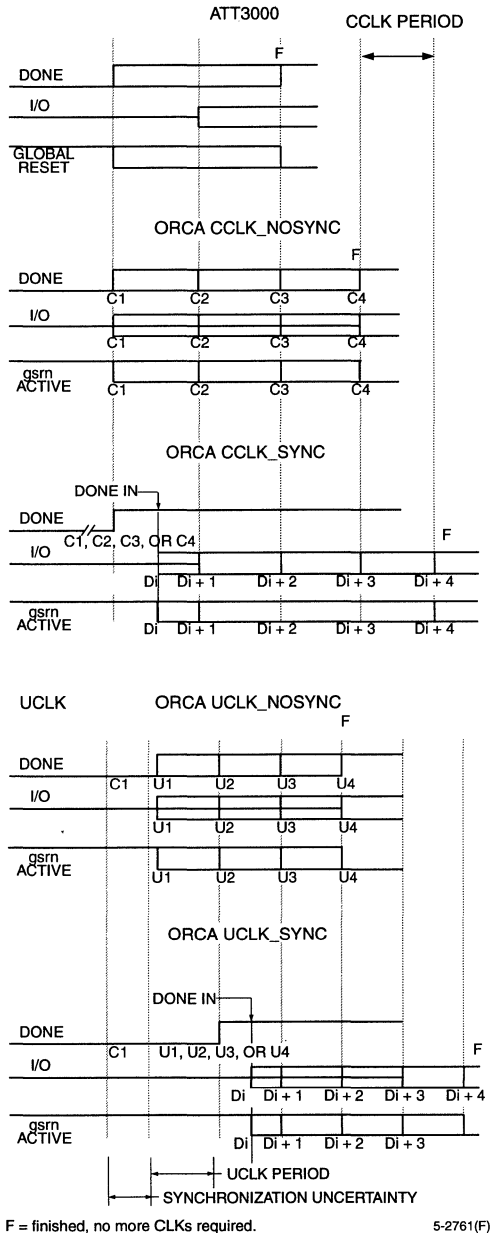 ATT3000
CCLK PERIOD
F
DONE
I/O
GLOBAL
RESET
ORCA CCLK_NOSYNC
F
DONE
C1 C2 C3 C4
I/O
C1 C2 C3 C4
gsrn
ACTIVE
C1 C2 C3 C4
ORCA CCLK_SYNC
DONE IN
DONE
C1, C2, C3, OR C4
F
I/O
Di Di + 1 Di + 2 Di + 3 Di + 4
gsrn
ACTIVE
Di Di + 1 Di + 2 Di + 3 Di + 4
UCLK
ORCA UCLK_NOSYNC
F
DONE
C1 U1 U2 U3 U4
I/O
U1 U2 U3 U4
gsrn
ACTIVE
U1 U2 U3 U4
ORCA UCLK_SYNC
DONE IN
DONE
C1 U1, U2, U3, OR U4
F
I/O
Di Di + 1 Di + 2 Di + 3 Di + 4
gsrn
ACTIVE
Di Di + 1 Di + 2 Di + 3
UCLK PERIOD
SYNCHRONIZATION UNCERTAINTY
F = finished, no more CLKs required.
5-2761(F)